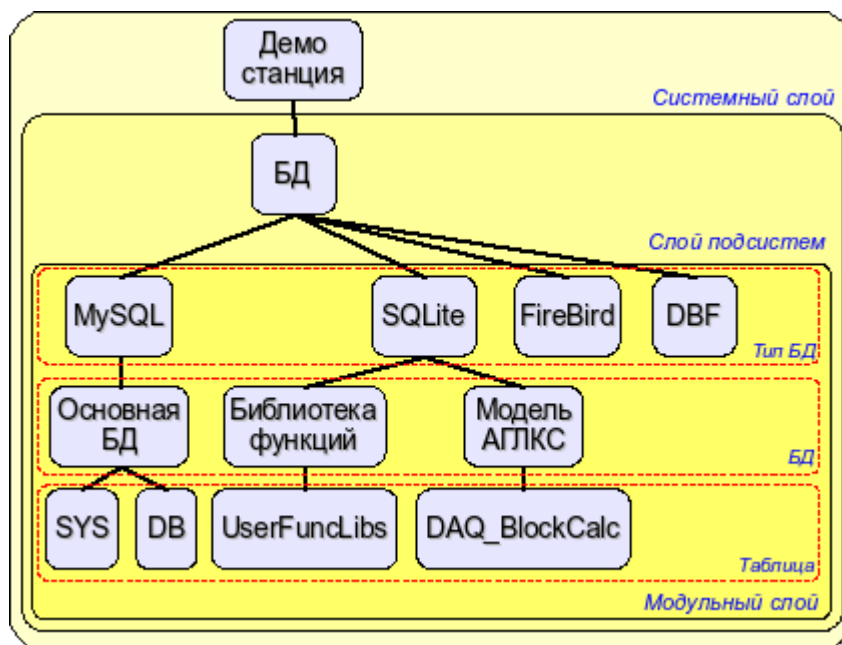 Демо
станция
Системный слой
БД
Слой подсистем
MySQL
SQLite
FireBird
DBF
Тип БД
Основная
БД
Библиотека
функций
Модель
АГЛКС
БД
SYS
DB
UserFuncLibs
DAQ_BlockCalc
Таблица
Модульный слой